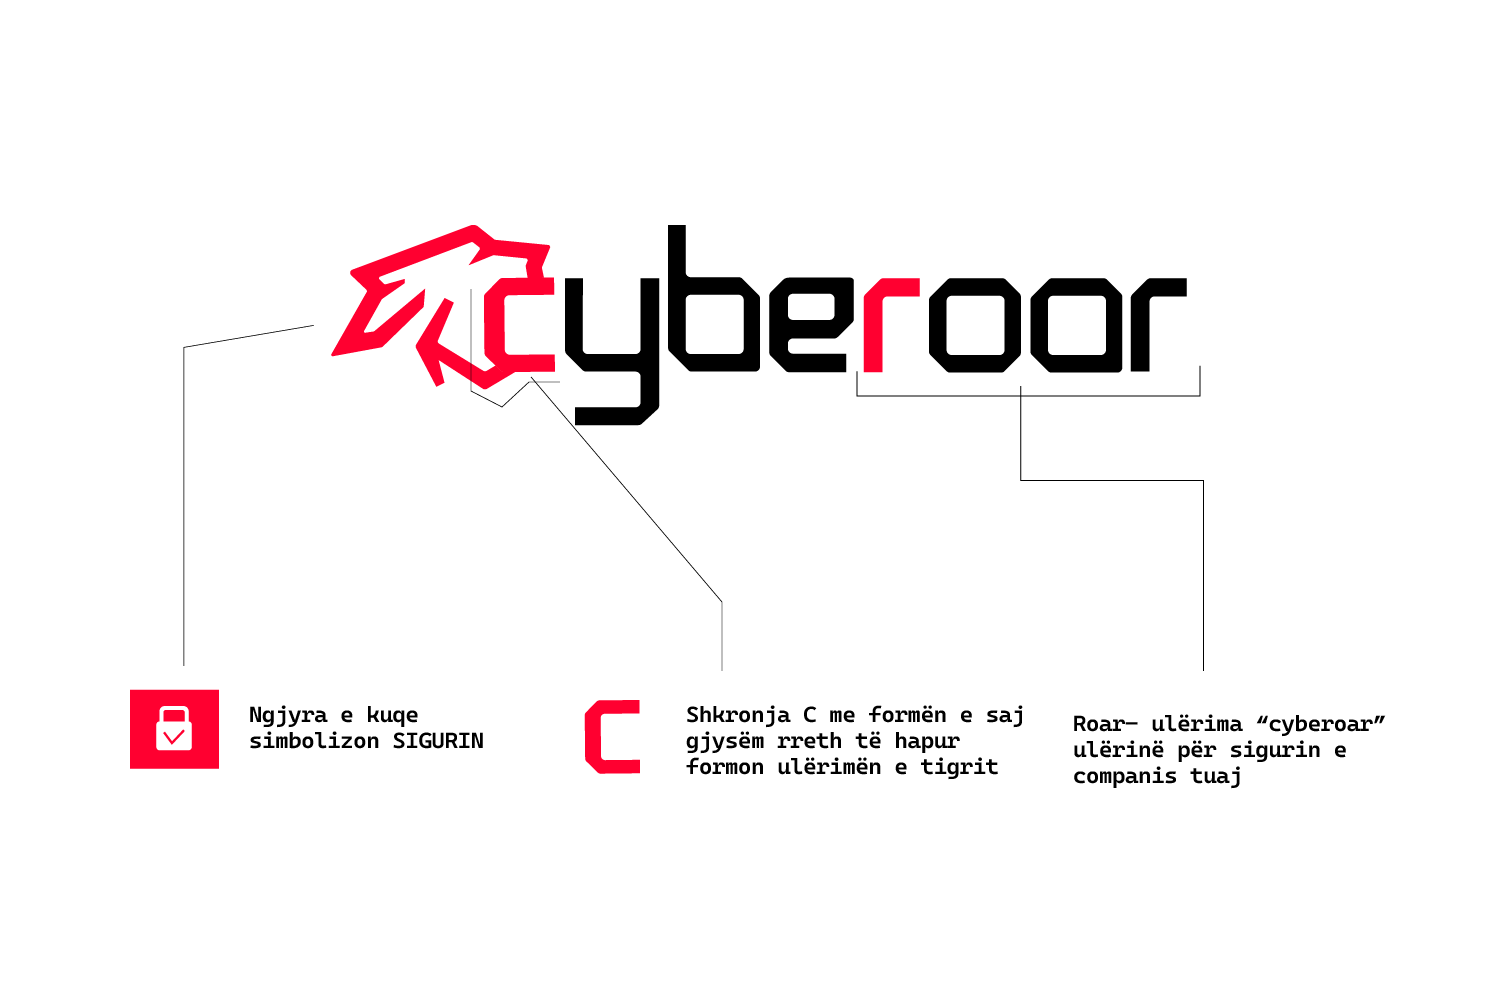 cyberoar
Ngjyra e kuqe
simbolizon SIGURIN
C
Shkronja C me formën e saj
gjysëm rreth të hapur
formon ulërimën e tigrit
Roar— ulërima “cyberoar”
ulërinë për sigurin e
companis tuaj